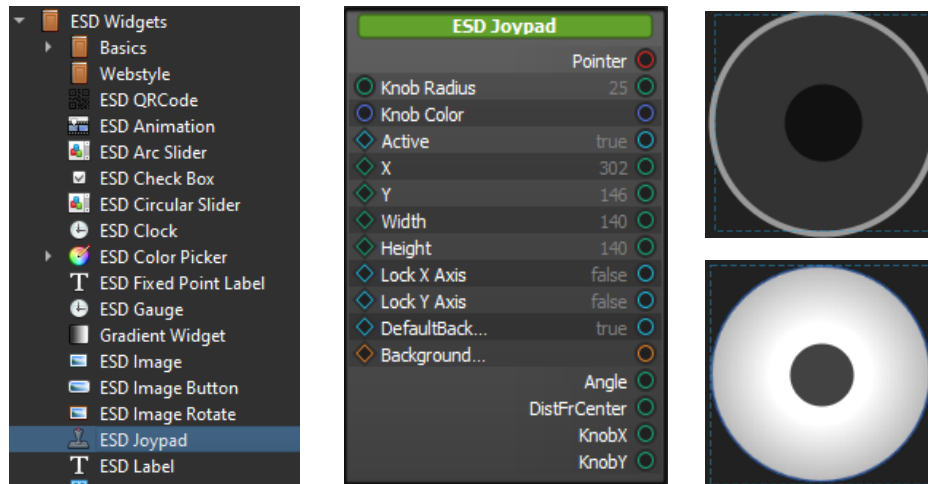 ESD Widgets
Basics
Webstyle
ESD QRCode
ESD Animation
ESD Arc Slider
ESD Check Box
ESD Circular Slider
ESD Clock
ESD Color Picker
ESD Fixed Point Label
ESD Gauge
Gradient Widget
ESD Image
ESD Image Button
ESD Image Rotate
ESD Joypad
ESD Label
ESD Joypad
Pointer
Knob Radius 25
Knob Color
Active true
X 302
Y 146
Width 140
Height 140
Lock X Axis false
Lock Y Axis false
DefaultBack... true
Background...
Angle
DistFrCenter
KnobX
KnobY